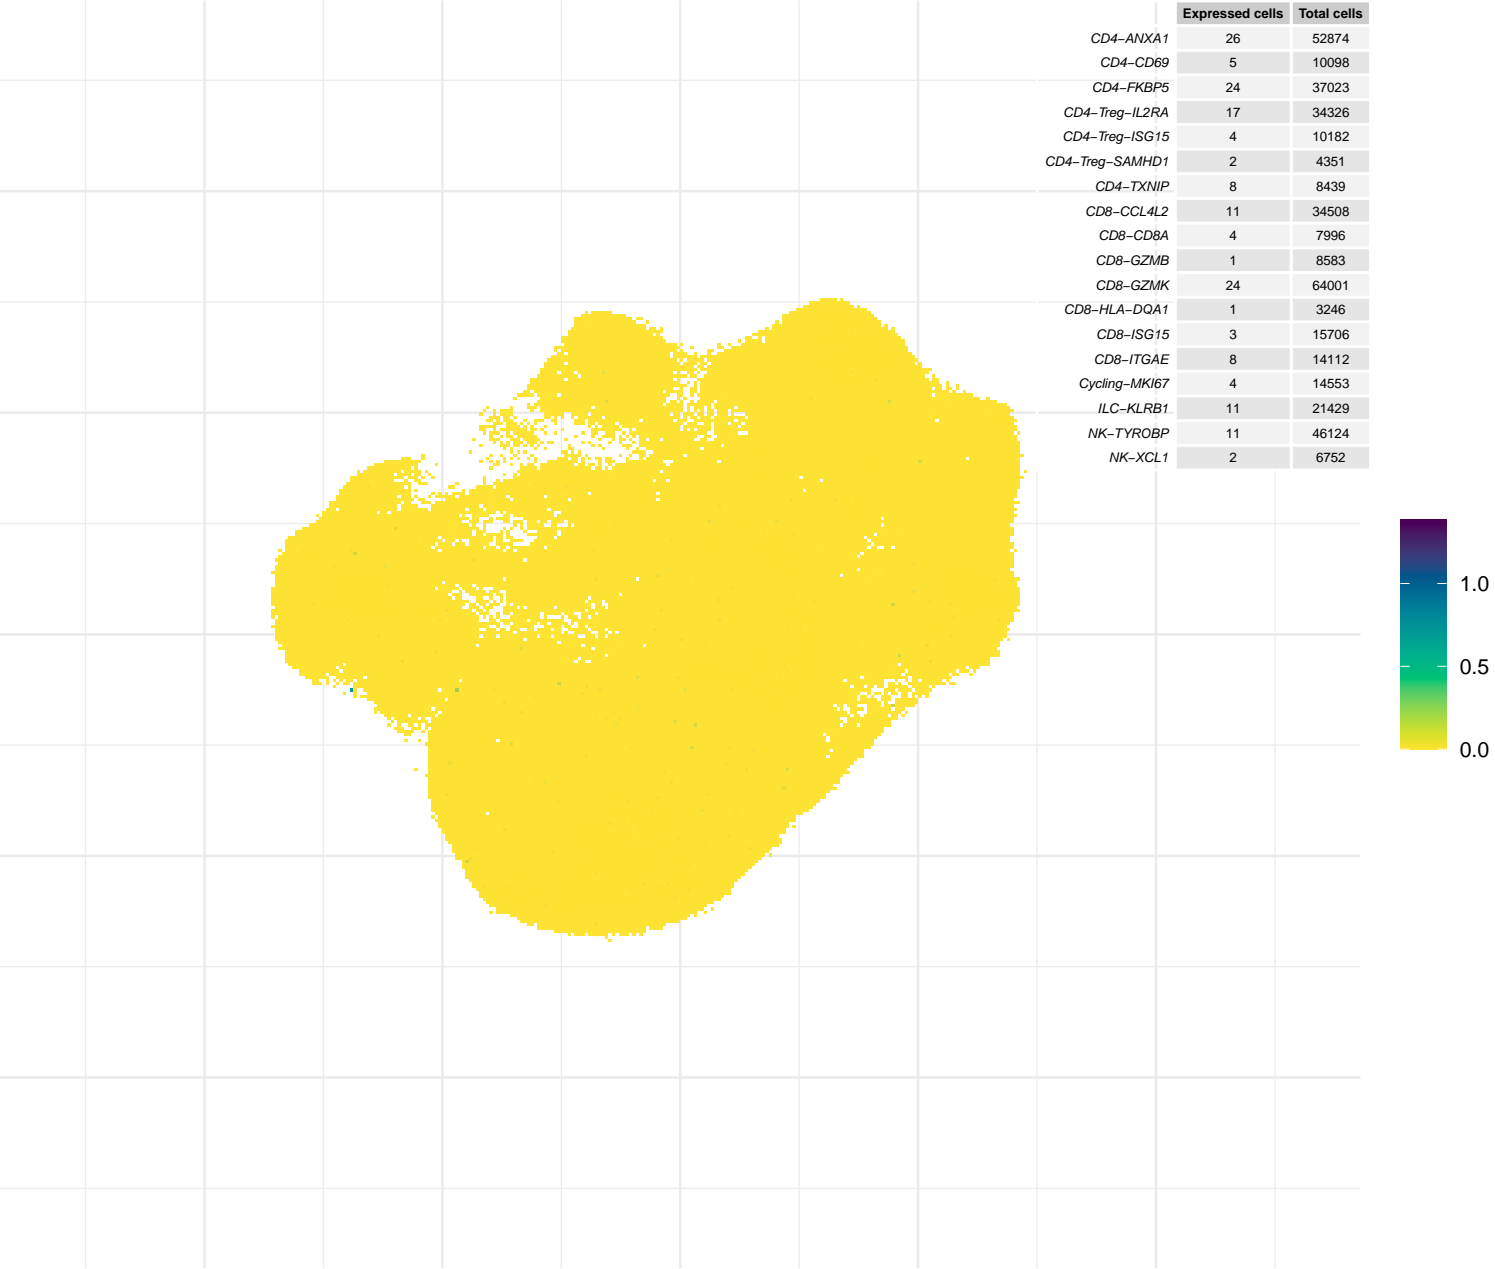 Expressed cells Total cells
CD4−ANXA1 26 52874
CD4−CD69 5 10098
CD4−FKBP5 24 37023
CD4−Treg−IL2RA 17 34326
CD4−Treg−ISG15 4 10182
CD4−Treg−SAMHD1 2 4351
CD4−TXNIP 8 8439
CD8−CCL4L2 11 34508
CD8−CD8A 4 7996
CD8−GZMB 1 8583
CD8−GZMK 24 64001
CD8−HLA−DQA1 1 3246
CD8−ISG15 3 15706
CD8−ITGAE 8 14112
Cycling−MKI67 4 14553
ILC−KLRB1 11 21429
NK−TYROBP 11 46124
NK−XCL1 2 6752
1.0
0.5
0.0